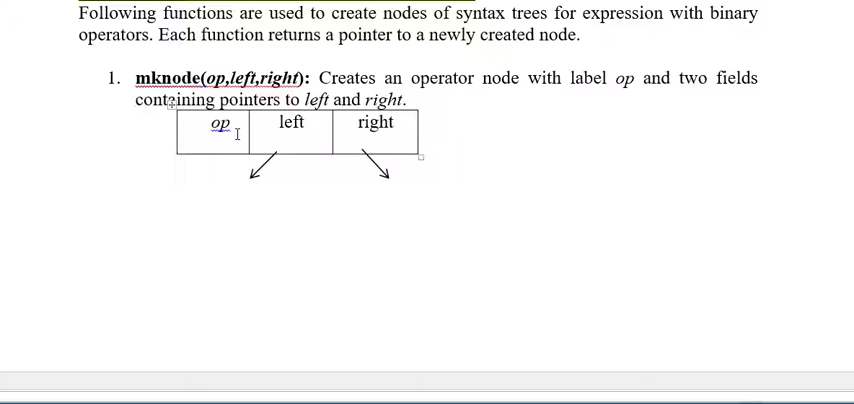 Following functions are used to create nodes of syntax trees for expression with binary
operators. Each function returns a pointer to a newly created node.
1. mknode(op,left,right): Creates an operator node with label op and two fields
containing pointers to left and right.
op left right